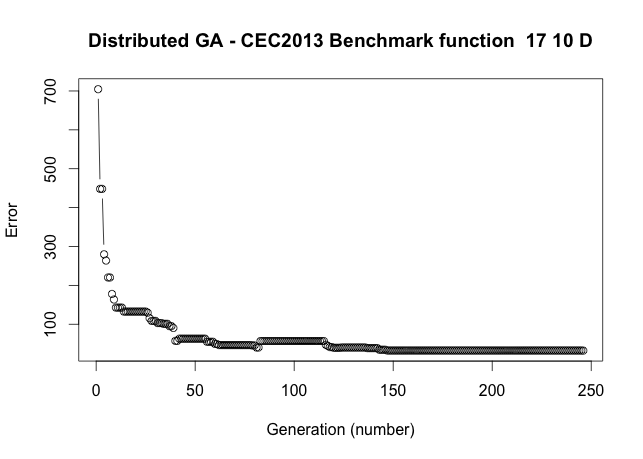 Distributed GA - CEC2013 Benchmark function 17 10 D
700
500
300
100
Error
0 50 100 150 200 250
Generation (number)